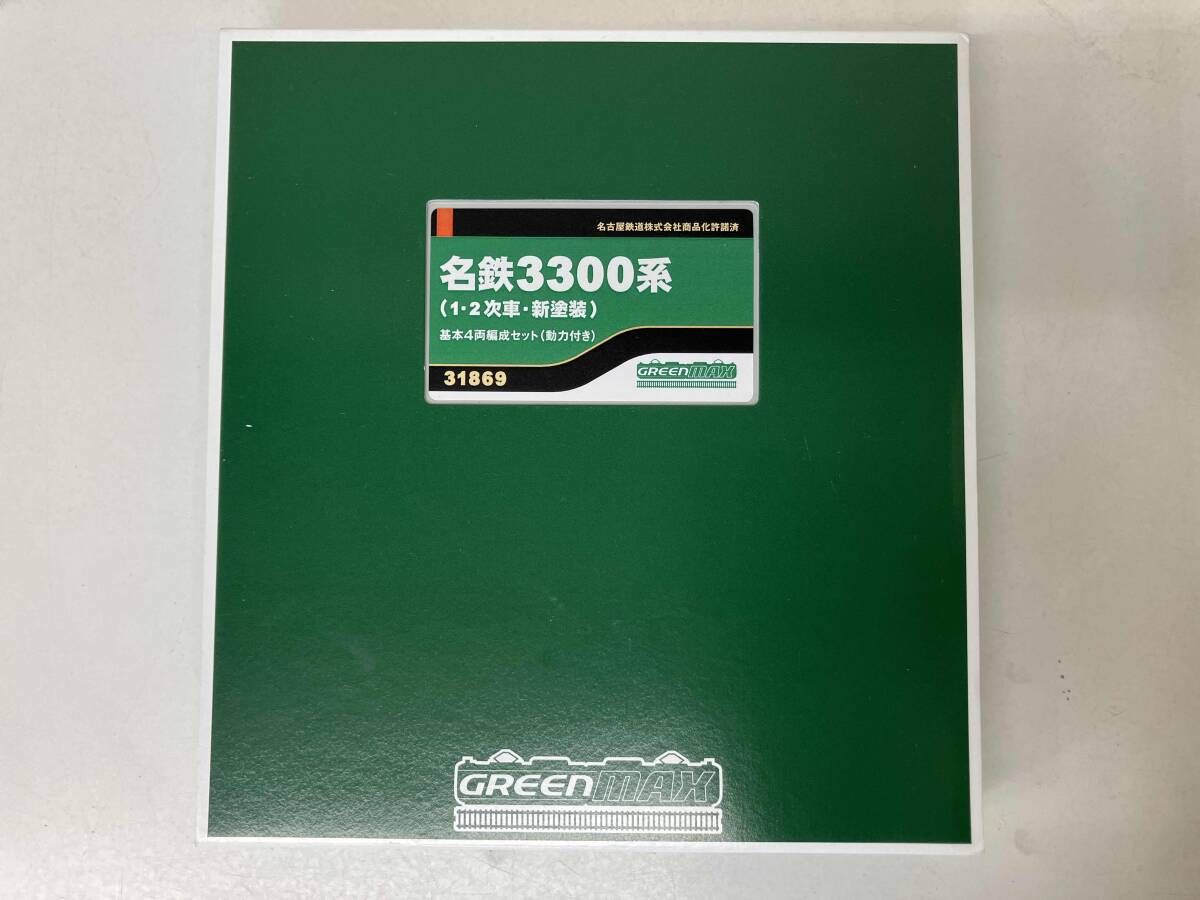 名古屋鉄道株式会社商品化許諾済
名鉄3300系
(1・2次車・新塗装)
基本4両編成セット(動力付き)
31869
GREENMAX
GREENMAX